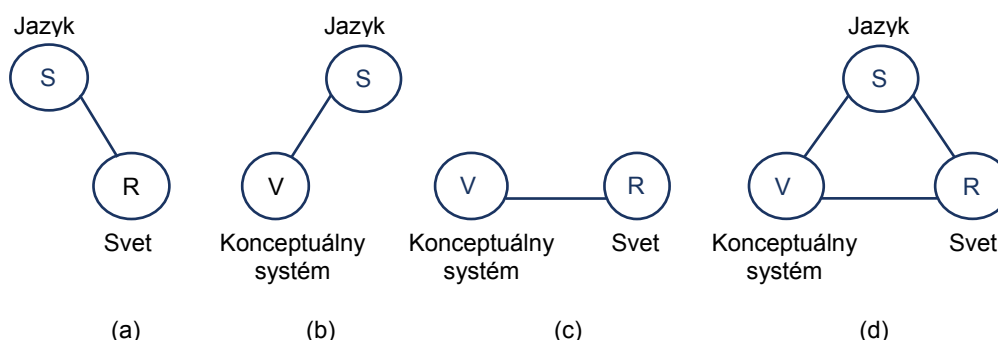 Jazyk
S
R
Svet
(a)
Jazyk
S
V
Konceptuálny
systém
(b)
V
R
Konceptuálny
systém
Svet
(c)
Jazyk
S
V
R
Konceptuálny
systém
Svet
(d)